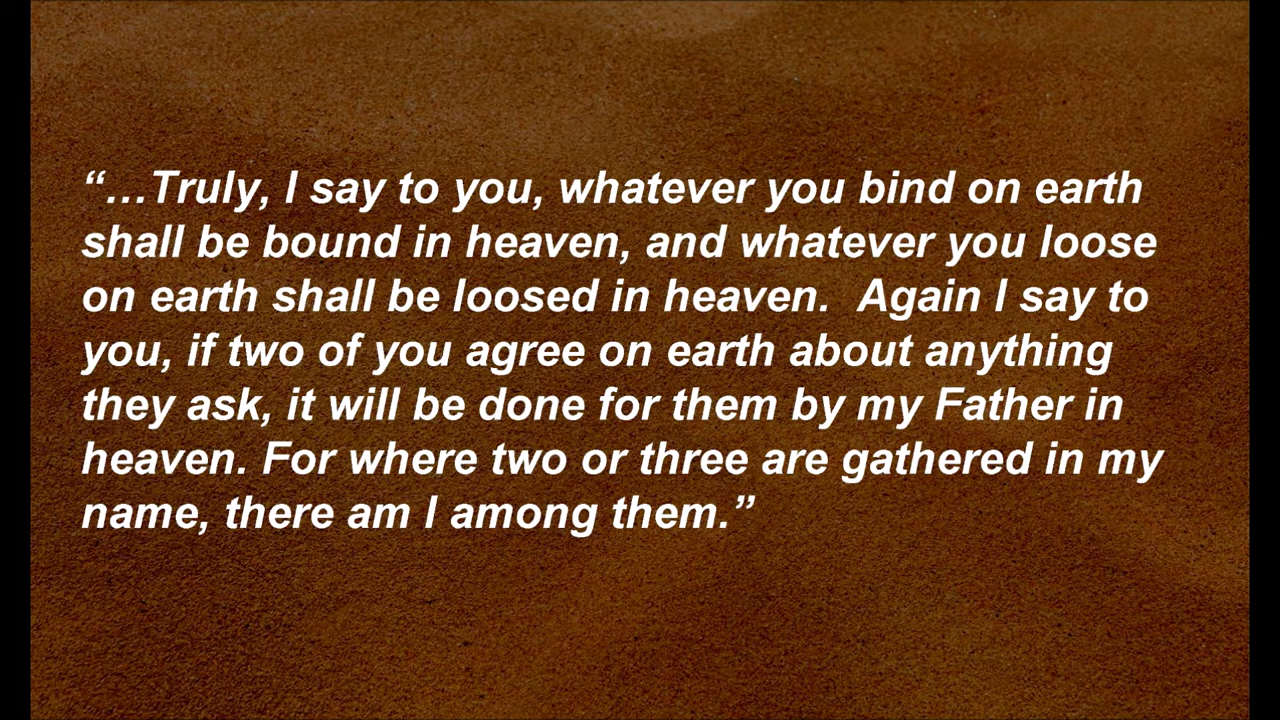 “…Truly, I say to you, whatever you bind on earth
shall be bound in heaven, and whatever you loose
on earth shall be loosed in heaven.  Again I say to
you, if two of you agree on earth about anything
they ask, it will be done for them by my Father in
heaven. For where two or three are gathered in my
name, there am I among them.”